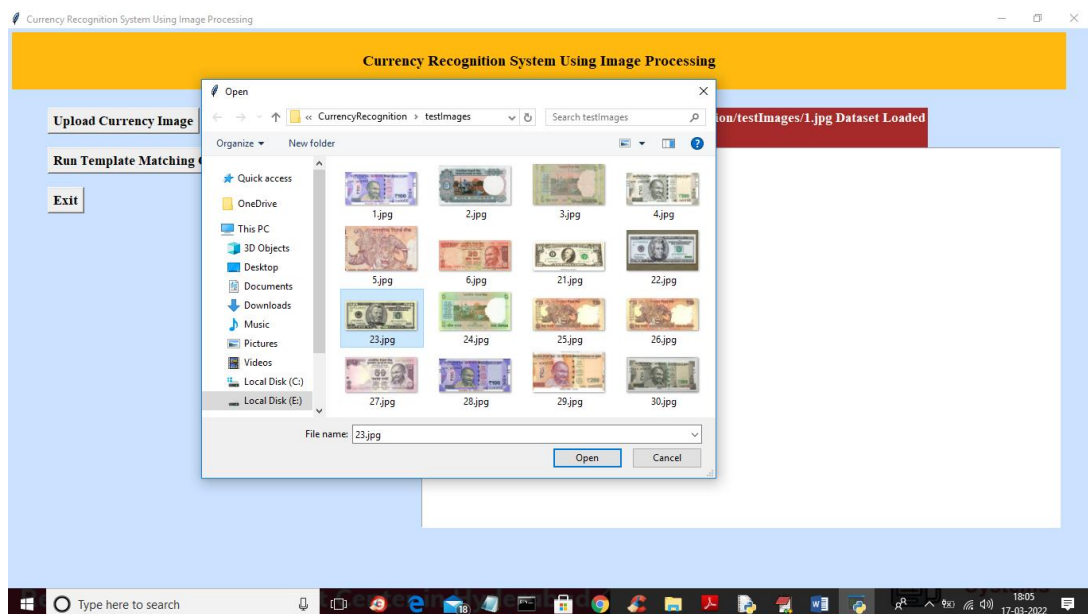 Currency Recognition System Using Image Processing
Currency Recognition System Using Image Processing
Open
« CurrencyRecognition › testImages
Search testImages
Organize
New folder
Upload Currency Image
ion/testImages/1.jpg Dataset Loaded
Run Template Matching
Exit
Quick access
OneDrive
This PC
3D Objects
Desktop
Documents
Downloads
Music
Pictures
Videos
Local Disk (C:)
Local Disk (E:)
1.jpg 2.jpg 3.jpg 4.jpg
5.jpg 6.jpg 21.jpg 22.jpg
23.jpg 24.jpg 25.jpg 26.jpg
27.jpg 28.jpg 29.jpg 30.jpg
File name: 23.jpg
Open Cancel
Type here to search
18
18:05
17-03-2022